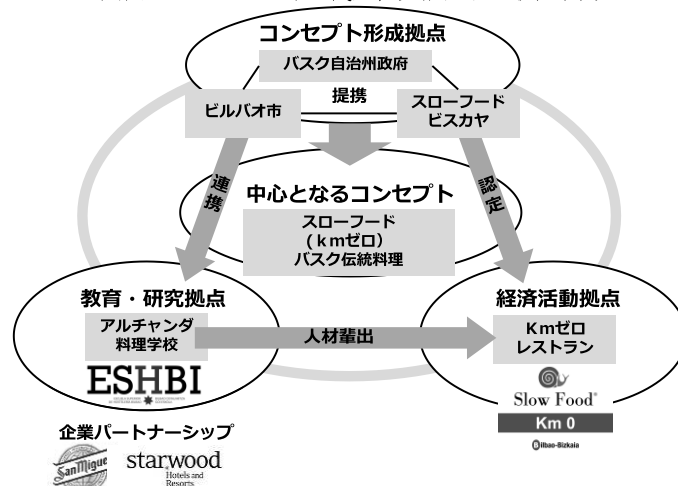 コンセプト形成拠点
バスク自治州政府
提携
ビルバオ市
スローフード
ビスカヤ
連携
認定
中心となるコンセプト
スローフード
(kmゼロ)
バスク伝統料理
教育・研究拠点
アルチャンダ
料理学校
人材輩出
経済活動拠点
Kmゼロ
レストラン
ESHBI
Slow Food®
Km 0
Bilbao-Bizkaia
企業パートナーシップ
San Miguel
starwood
Hotels and
Resorts